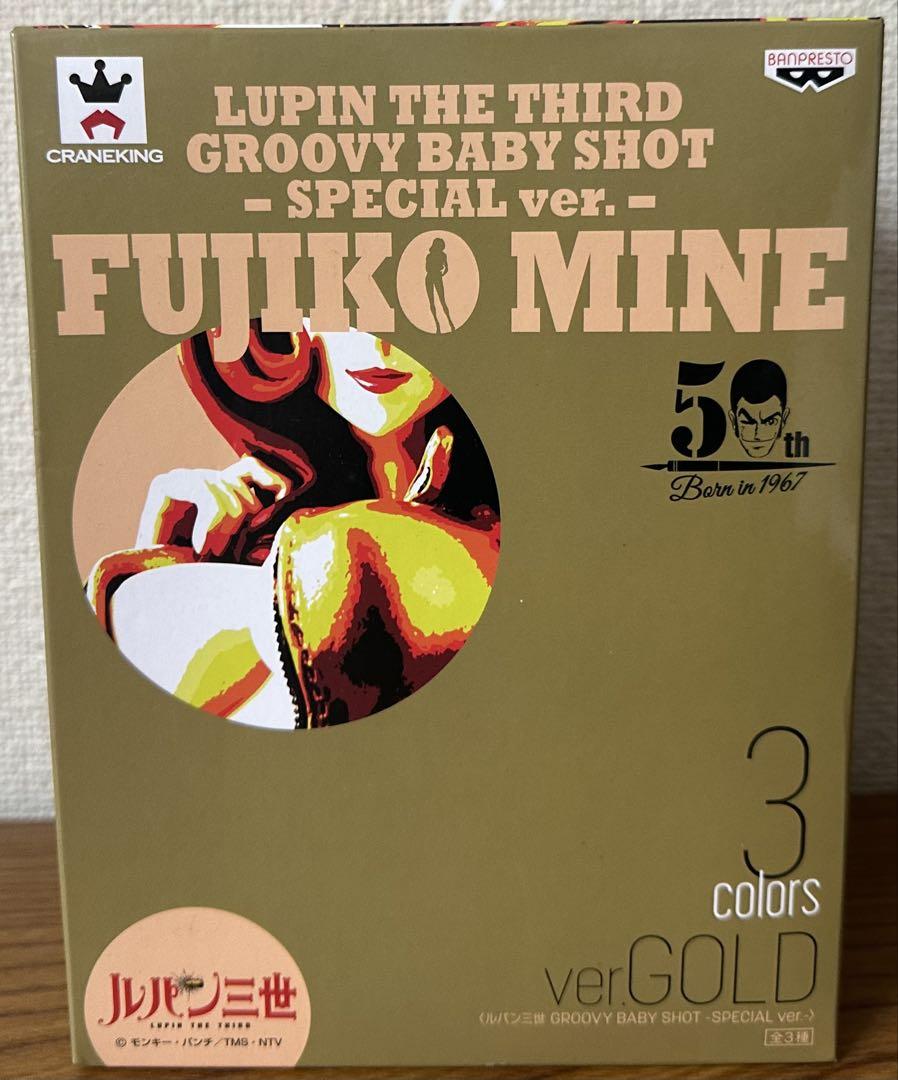 CRANEKING
BANPRESTO
LUPIN THE THIRD
GROOVY BABY SHOT
– SPECIAL ver. –
FUJIKO MINE
50th
Born in 1967
3
colors
ver.GOLD
〈ルパン三世 GROOVY BABY SHOT -SPECIAL ver.-〉
全3種
ルパン三世
LUPIN THE THIRD
© モンキー・パンチ／TMS・NTV